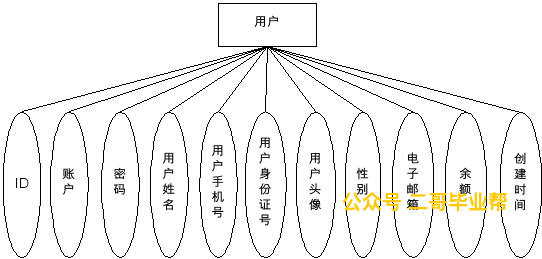 用户
ID
账户
密码
用户姓名
用户手机号
用户身份证号
用户头像
性别
电子邮箱
余额
创建时间
公众号 二哥毕业帮